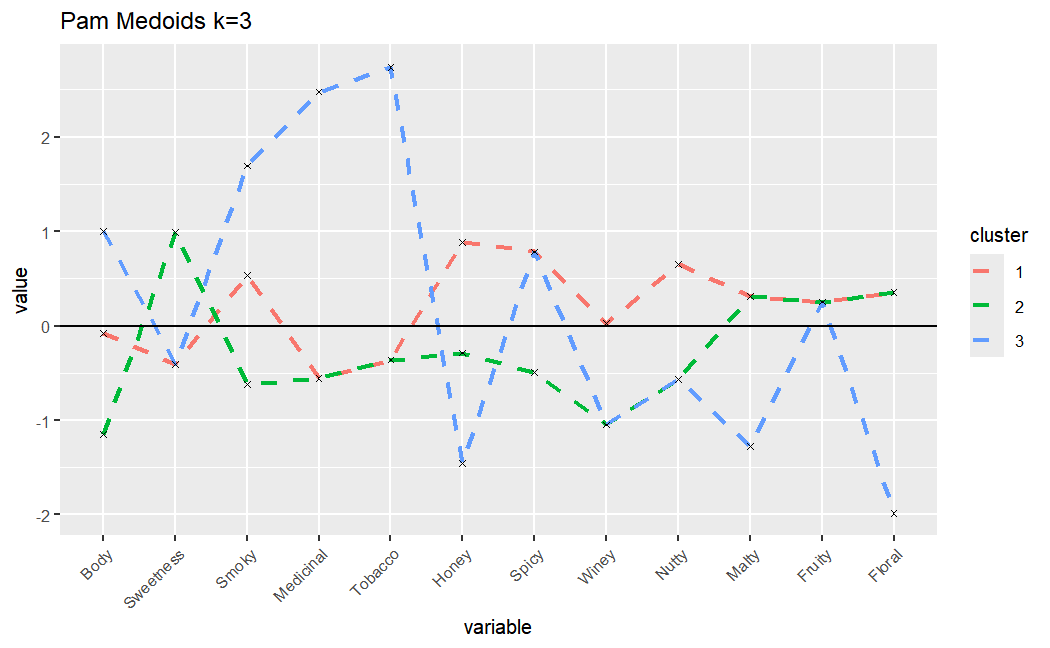 Pam Medoids k=3
value
2
1
0
-1
-2
Body
Sweetness
Smoky
Medicinal
Tobacco
Honey
Spicy
Winey
Nutty
Malty
Fruity
Floral
variable
cluster
1
2
3